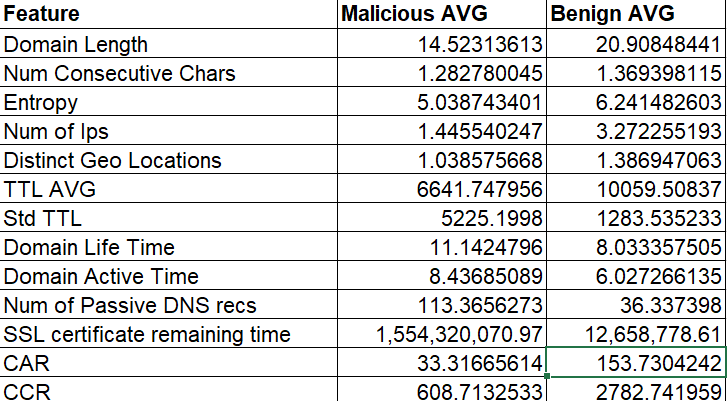 Feature Malicious AVG Benign AVG
Domain Length 14.52313613 20.90848441
Num Consecutive Chars 1.282780045 1.369398115
Entropy 5.038743401 6.241482603
Num of Ips 1.445540247 3.272255193
Distinct Geo Locations 1.038575668 1.386947063
TTL AVG 6641.747956 10059.50837
Std TTL 5225.1998 1283.535233
Domain Life Time 11.1424796 8.033357505
Domain Active Time 8.43685089 6.027266135
Num of Passive DNS recs 113.3656273 36.337398
SSL certificate remaining time 1,554,320,070.97 12,658,778.61
CAR 33.31665614 153.7304242
CCR 608.7132533 2782.741959